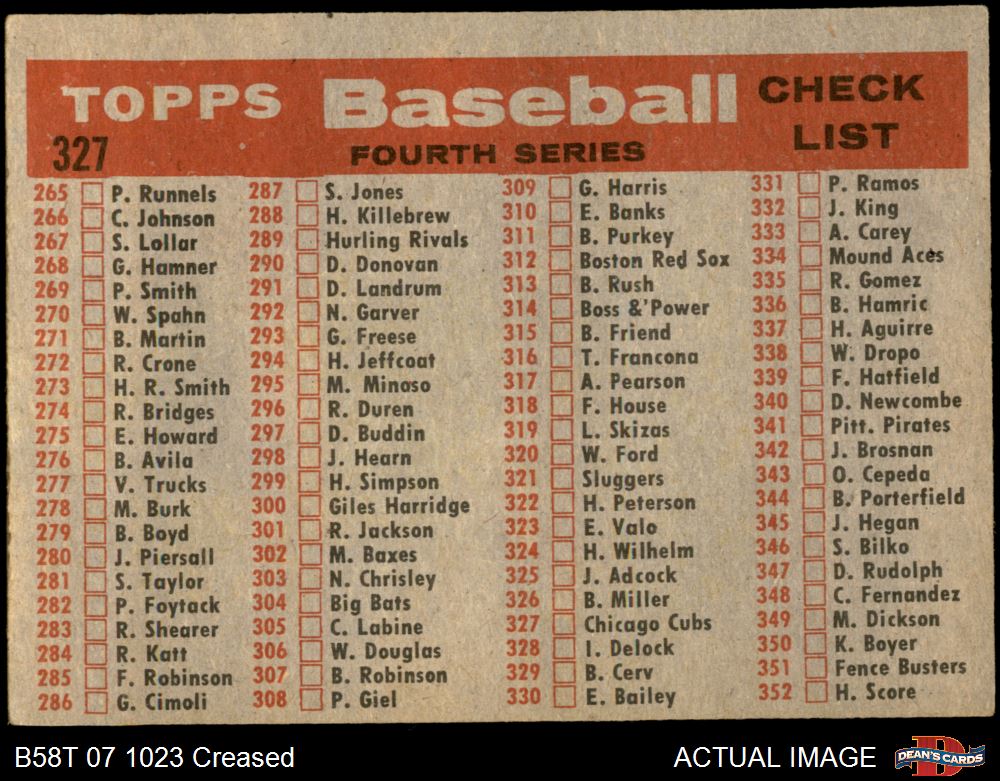 TOPPS Baseball CHECK LIST
327 FOURTH SERIES
265 P. Runnels
266 C. Johnson
267 S. Lollar
268 G. Hamner
269 P. Smith
270 W. Spahn
271 B. Martin
272 R. Crone
273 H. R. Smith
274 R. Bridges
275 E. Howard
276 B. Avila
277 V. Trucks
278 M. Burk
279 B. Boyd
280 J. Piersall
281 S. Taylor
282 P. Foytack
283 R. Shearer
284 R. Katt
285 F. Robinson
286 G. Cimoli
287 S. Jones
288 H. Killebrew
289 Hurling Rivals
290 D. Donovan
291 D. Landrum
292 N. Garver
293 G. Freese
294 H. Jeffcoat
295 M. Minoso
296 R. Duren
297 D. Buddin
298 J. Hearn
299 H. Simpson
300 Giles Harridge
301 R. Jackson
302 M. Baxes
303 N. Chrisley
304 Big Bats
305 C. Labine
306 W. Douglas
307 B. Robinson
308 P. Giel
309 G. Harris
310 E. Banks
311 B. Purkey
312 Boston Red Sox
313 B. Rush
314 Boss &'Power
315 B. Friend
316 T. Francona
317 A. Pearson
318 F. House
319 L. Skizas
320 W. Ford
321 Sluggers
322 H. Peterson
323 E. Valo
324 H. Wilhelm
325 J. Adcock
326 B. Miller
327 Chicago Cubs
328 I. Delock
329 B. Cerv
330 E. Bailey
331 P. Ramos
332 J. King
333 A. Carey
334 Mound Aces
335 R. Gomez
336 B. Hamric
337 H. Aguirre
338 W. Dropo
339 F. Hatfield
340 D. Newcombe
341 Pitt. Pirates
342 J. Brosnan
343 O. Cepeda
344 B. Porterfield
345 J. Hegan
346 S. Bilko
347 D. Rudolph
348 C. Fernandez
349 M. Dickson
350 K. Boyer
351 Fence Busters
352 H. Score
B58T 07 1023 Creased
ACTUAL IMAGE
D
DEAN'S CARDS